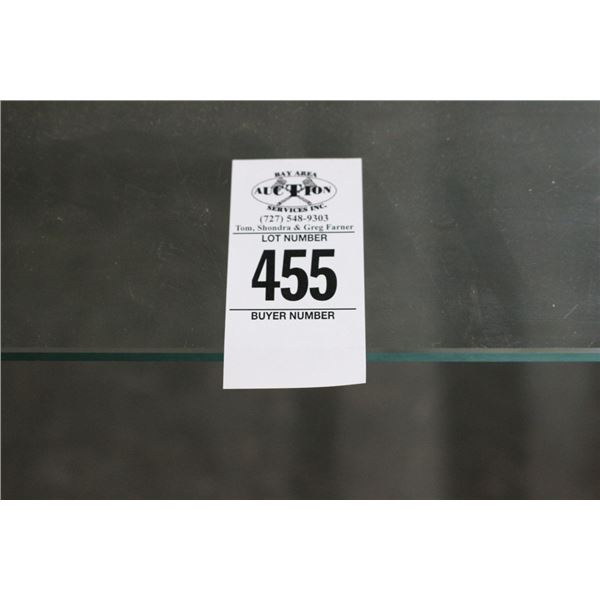 BAY AREA
AUCTION
SERVICES INC.
(727) 548-9303
Tom, Shondra & Greg Farner
LOT NUMBER
455
BUYER NUMBER